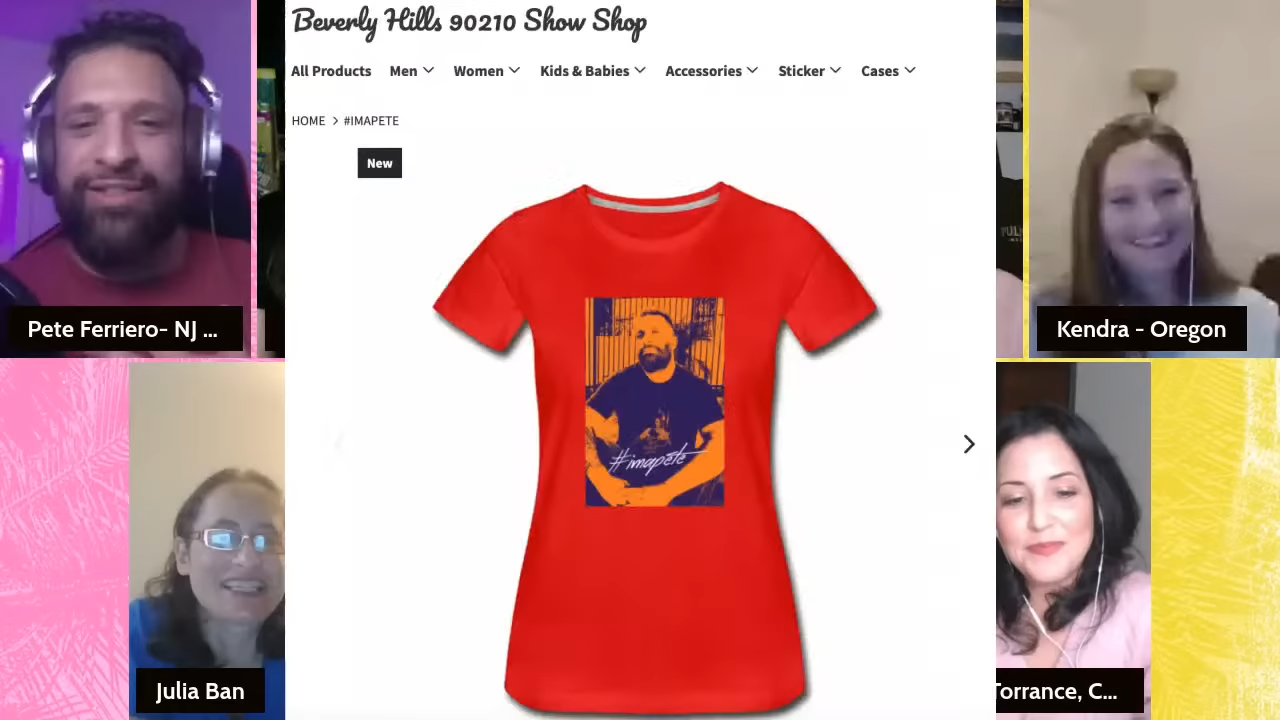 Beverly Hills 90210 Show Shop
All Products Men Women Kids & Babies Accessories Sticker Cases
HOME > #IMAPETE
New
#imapete
Pete Ferriero- NJ ...
Kendra - Oregon
Julia Ban
Torrance, C...